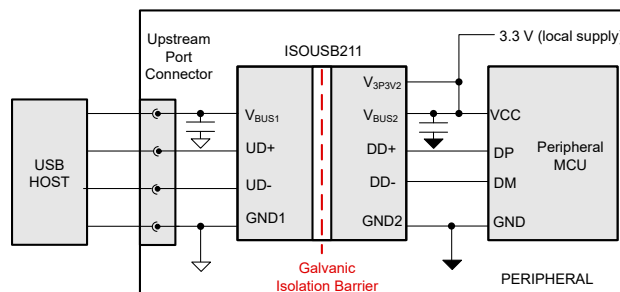 Upstream
Port
Connector
ISOUSB211
3.3 V (local supply)
V3P3V2
VBUS1
VBUS2
VCC
USB
HOST
UD+
DD+
DP
Peripheral
MCU
UD-
DD-
DM
GND1
GND2
GND
Galvanic
Isolation Barrier
PERIPHERAL